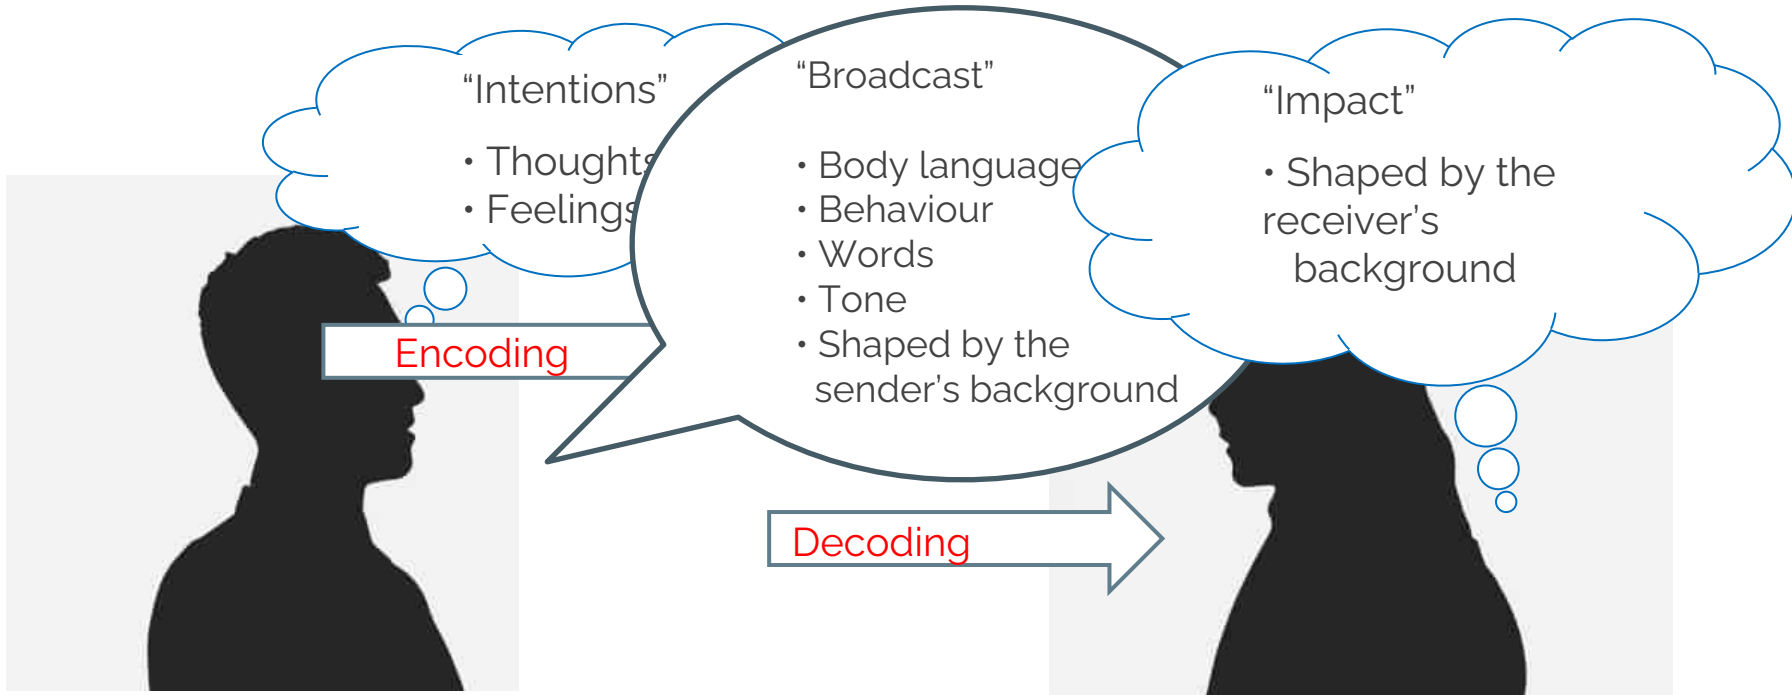 “Intentions”
• Thoughts
• Feelings
Encoding
“Broadcast”
• Body language
• Behaviour
• Words
• Tone
• Shaped by the
sender’s background
Decoding
“Impact”
• Shaped by the
receiver’s
background